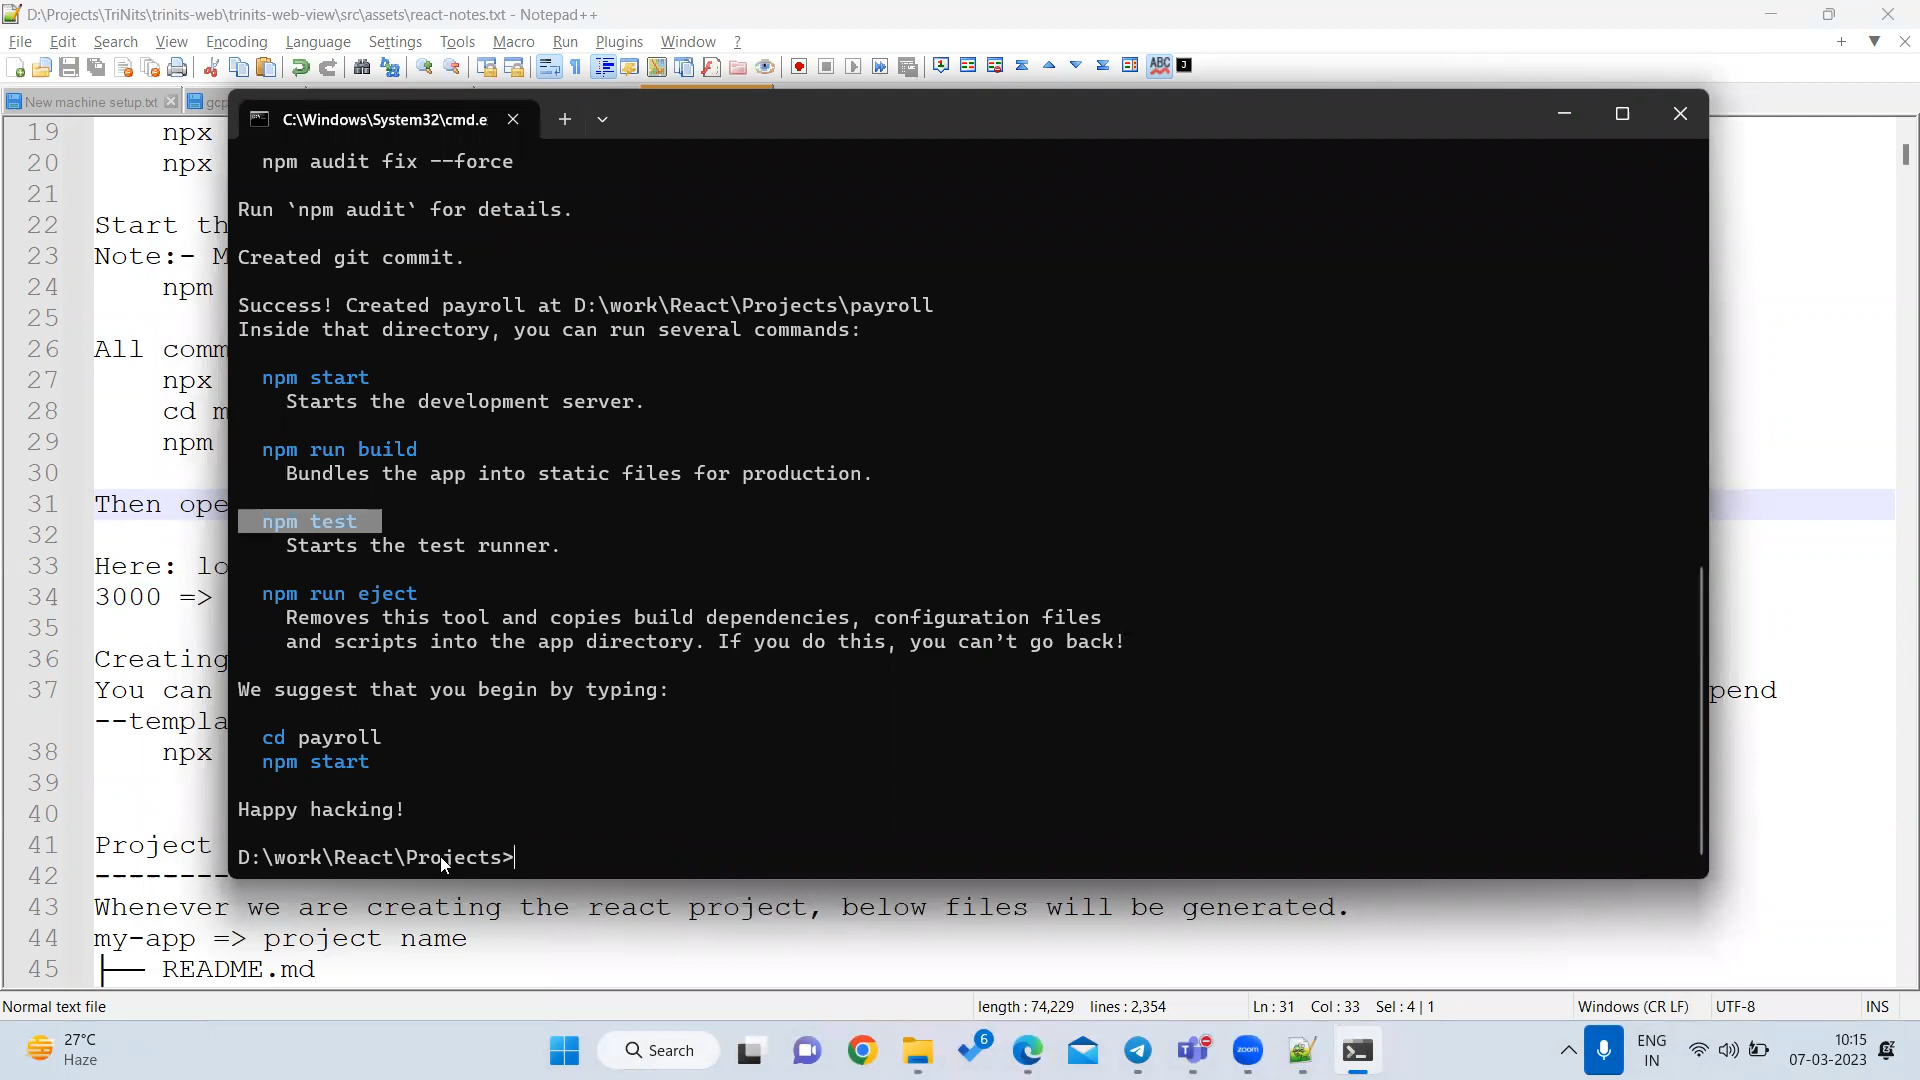 D:\Projects\TriNits\trinits-web\trinits-web-view\src\assets\react-notes.txt - Notepad++
File Edit Search View Encoding Language Settings Tools Macro Run Plugins Window ?
ABC
New machine setup.txt gcp
C:\Windows\System32\cmd.e
19 npx
20 npx
21
22 Start th
23 Note:- M
24 npm
25
26 All comm
27 npx
28 cd m
29 npm
30
31 Then ope
32
33 Here: lo
34 3000 =>
35
36 Creating
37 You can pend
--templa
38 npx
39
40
41 Project
42 --------
43 Whenever we are creating the react project, below files will be generated.
44 my-app => project name
45 ├── README.md
npm audit fix --force
Run `npm audit` for details.
Created git commit.
Success! Created payroll at D:\work\React\Projects\payroll
Inside that directory, you can run several commands:
npm start
Starts the development server.
npm run build
Bundles the app into static files for production.
npm test
Starts the test runner.
npm run eject
Removes this tool and copies build dependencies, configuration files
and scripts into the app directory. If you do this, you can’t go back!
We suggest that you begin by typing:
cd payroll
npm start
Happy hacking!
D:\work\React\Projects>
Normal text file length : 74,229 lines : 2,354 Ln : 31 Col : 33 Sel : 4 | 1 Windows (CR LF) UTF-8 INS
27°C
Haze
Search
6
zoom
ENG
IN
10:15
07-03-2023